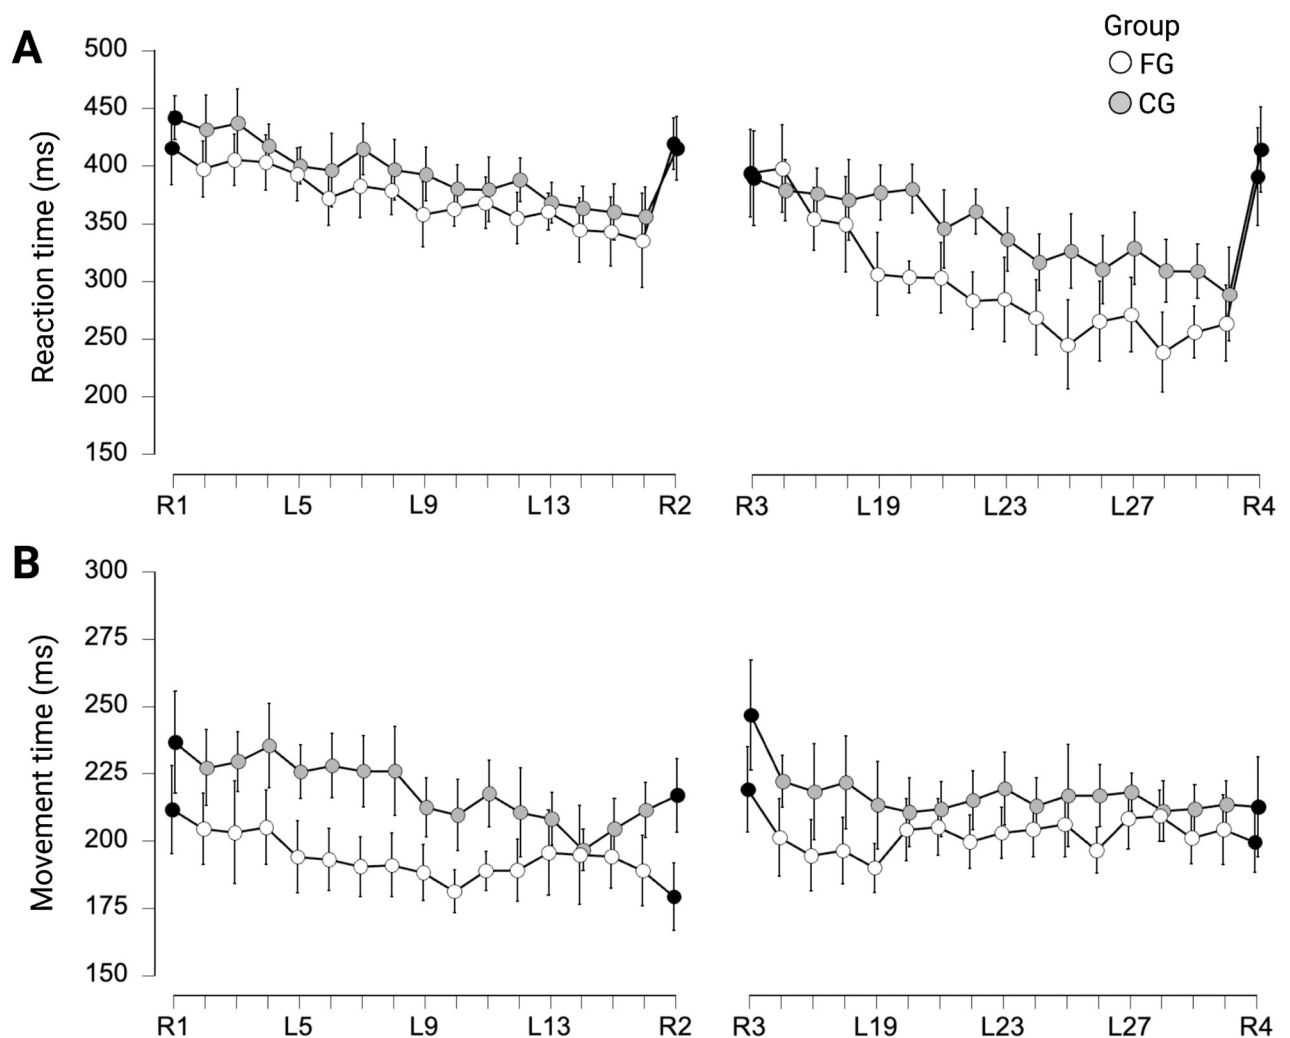 A
Group
FG
CG
Reaction time (ms)
500
450
400
350
300
250
200
150
R1 L5 L9 L13 R2 R3 L19 L23 L27 R4
B
Movement time (ms)
300
275
250
225
200
175
150
R1 L5 L9 L13 R2 R3 L19 L23 L27 R4